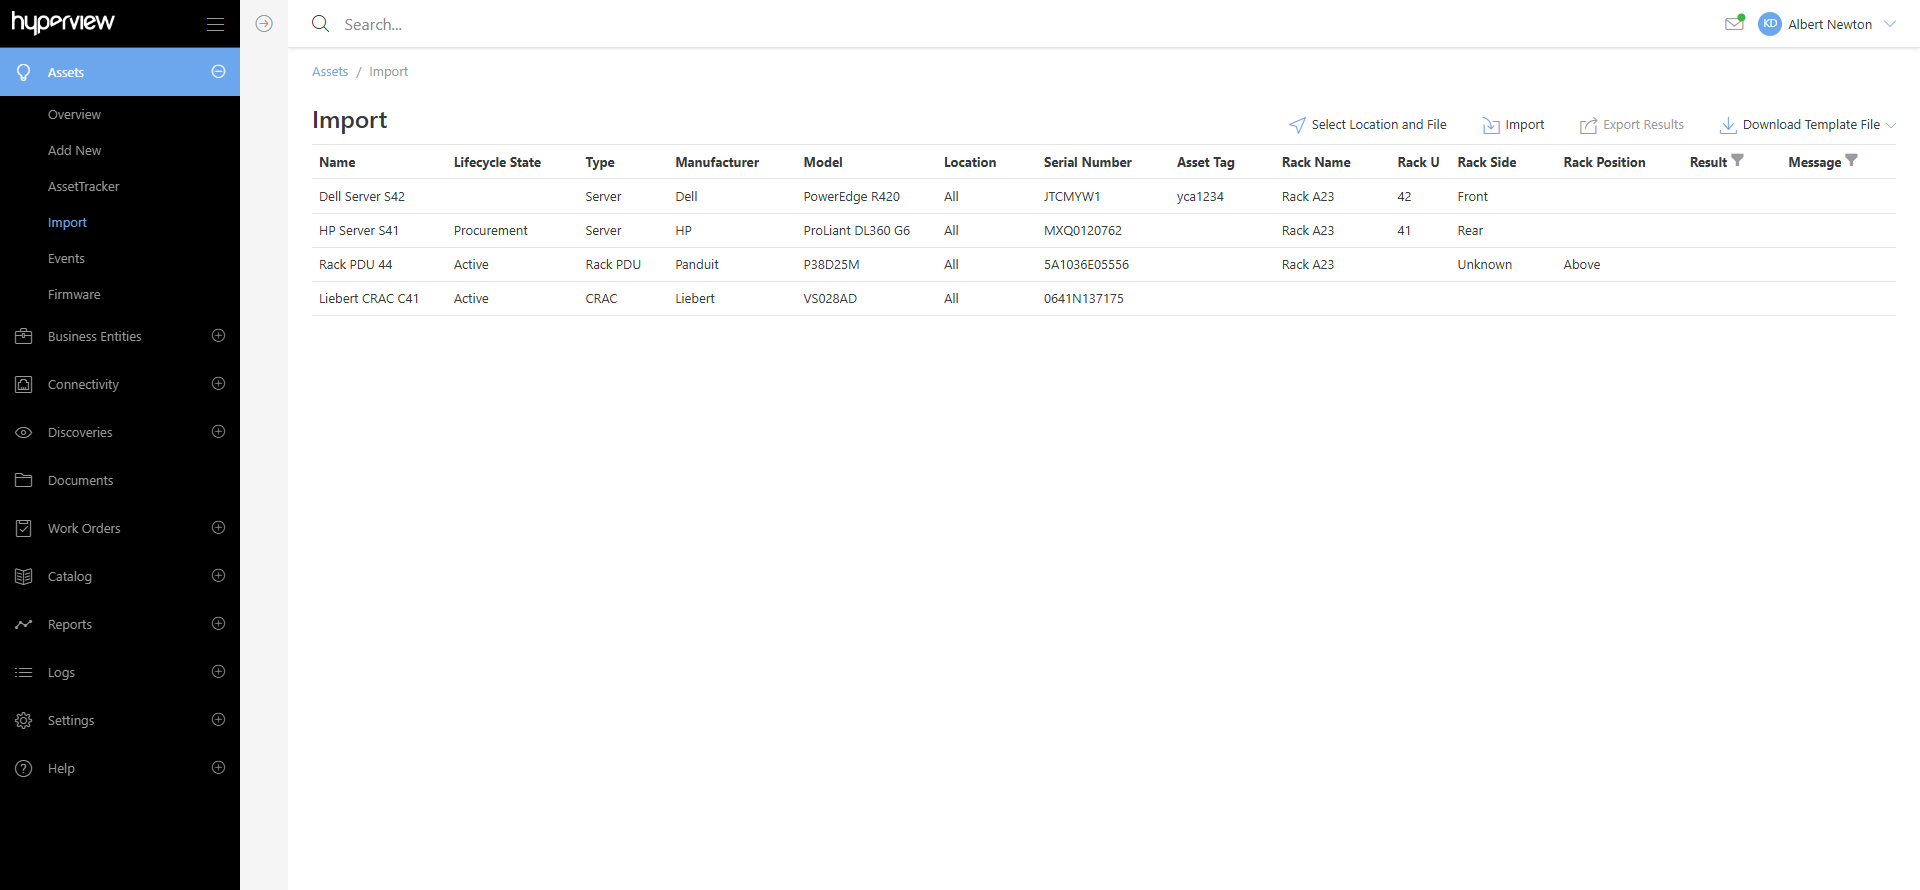 hyperview
Search...
KD Albert Newton
Assets
Overview
Add New
AssetTracker
Import
Events
Firmware
Business Entities
Connectivity
Discoveries
Documents
Work Orders
Catalog
Reports
Logs
Settings
Help
Assets / Import
Import
Select Location and File Import Export Results Download Template File
Name Lifecycle State Type Manufacturer Model Location Serial Number Asset Tag Rack Name Rack U Rack Side Rack Position Result Message
Dell Server S42 Server Dell PowerEdge R420 All JTCMYW1 yca1234 Rack A23 42 Front
HP Server S41 Procurement Server HP ProLiant DL360 G6 All MXQ0120762 Rack A23 41 Rear
Rack PDU 44 Active Rack PDU Panduit P38D25M All 5A1036E05556 Rack A23 Unknown Above
Liebert CRAC C41 Active CRAC Liebert VS028AD All 0641N137175